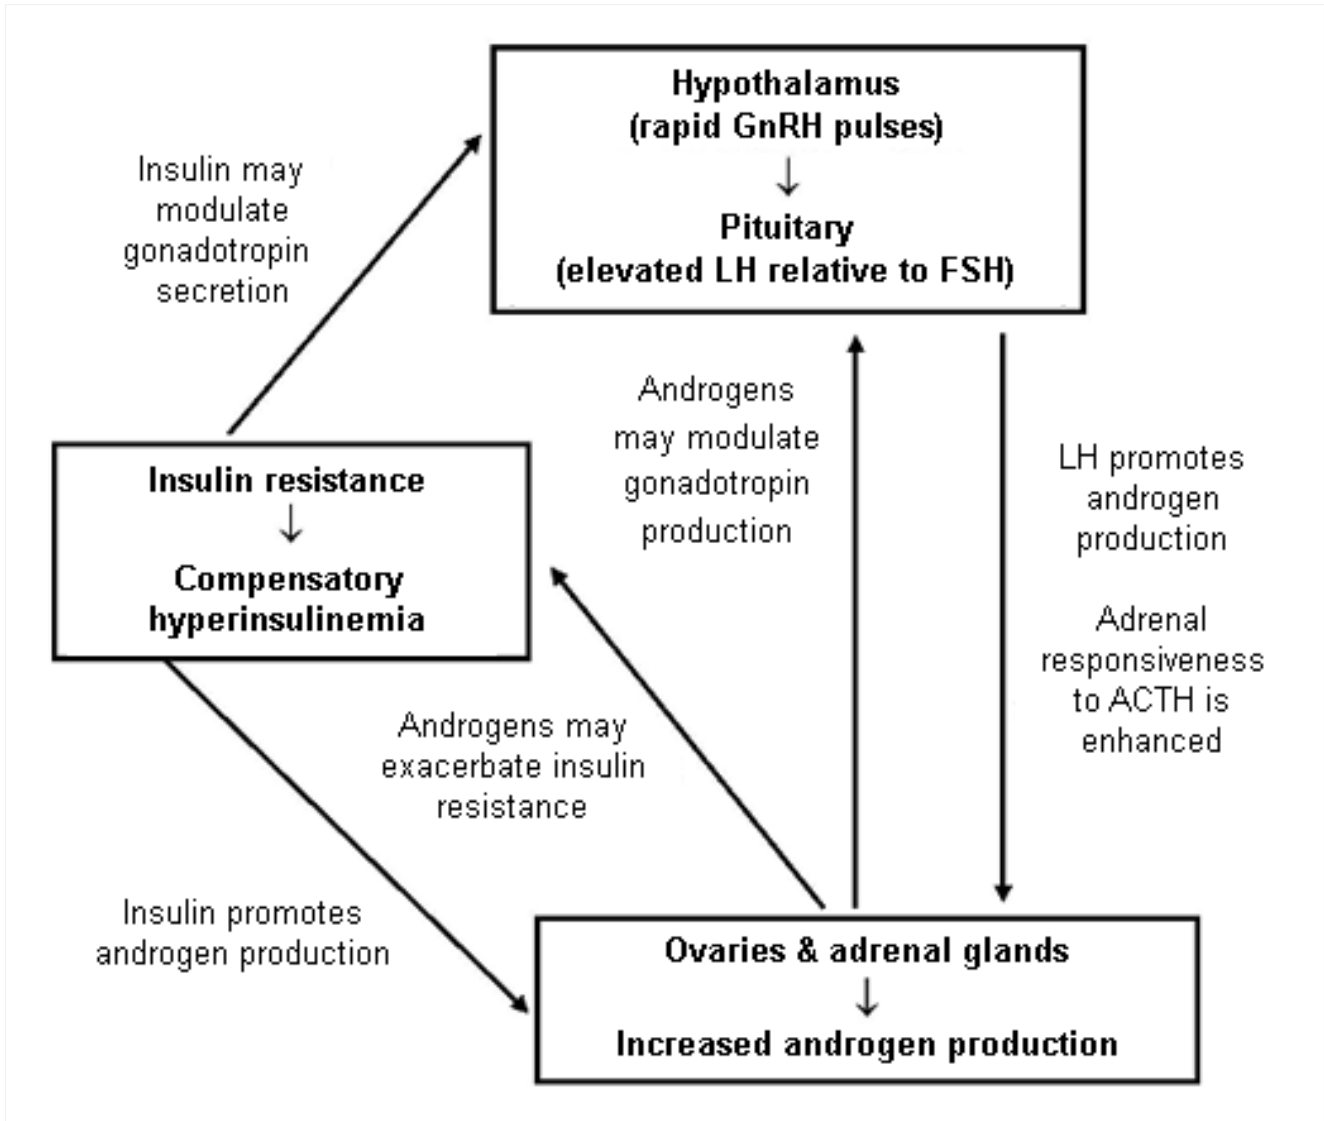 Hypothalamus
(rapid GnRH pulses)
↓
Pituitary
(elevated LH relative to FSH)
Insulin may
modulate
gonadotropin
secretion
Androgens
may modulate
gonadotropin
production
LH promotes
androgen
production
Adrenal
responsiveness
to ACTH is
enhanced
Insulin resistance
↓
Compensatory
hyperinsulinemia
Androgens may
exacerbate insulin
resistance
Insulin promotes
androgen production
Ovaries & adrenal glands
↓
Increased androgen production